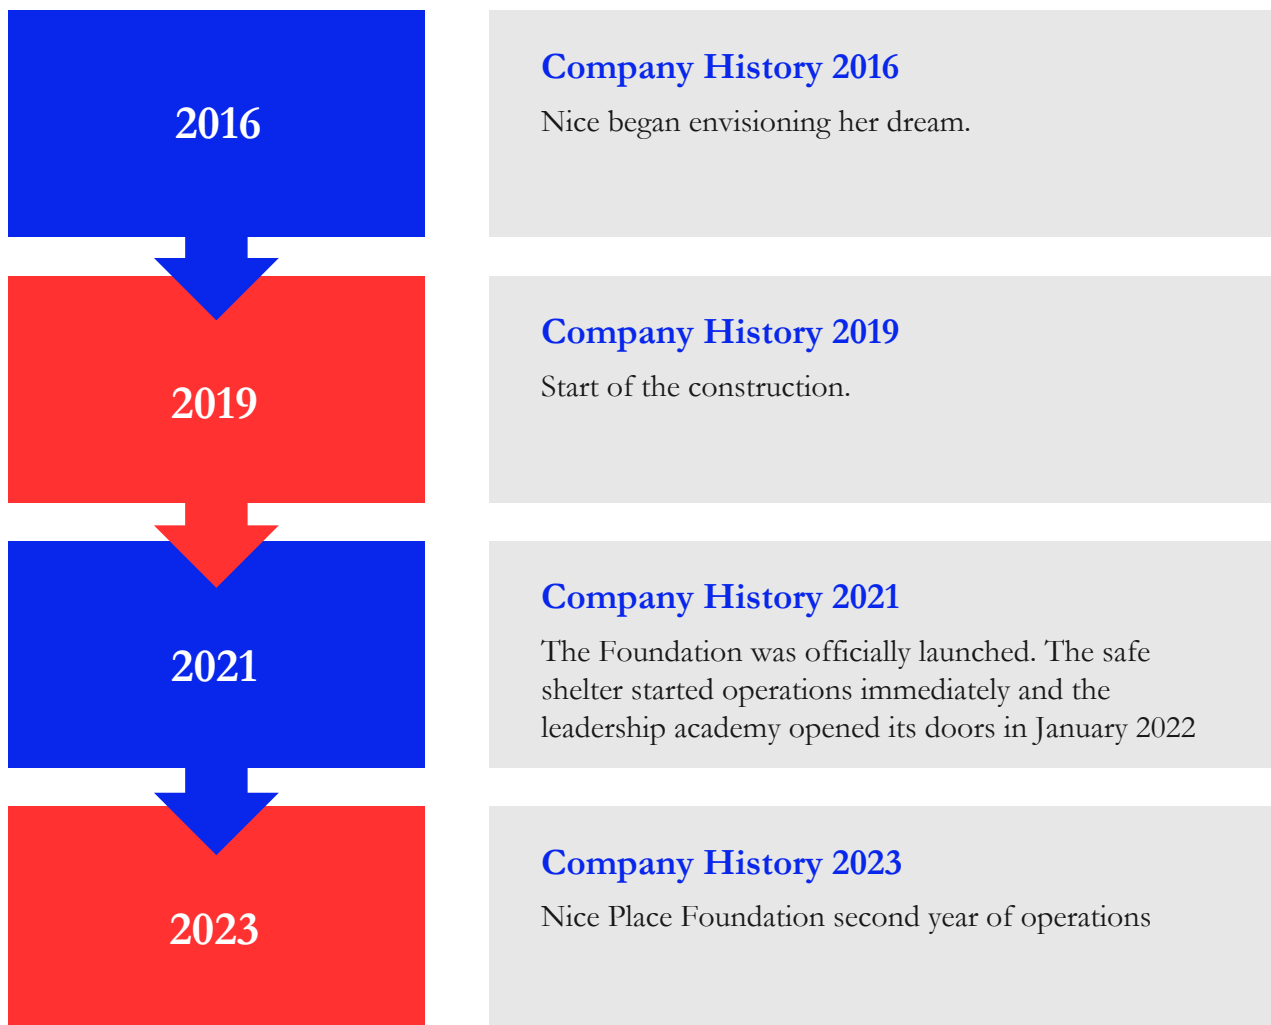 2016
Company History 2016
Nice began envisioning her dream.
2019
Company History 2019
Start of the construction.
2021
Company History 2021
The Foundation was officially launched. The safe
shelter started operations immediately and the
leadership academy opened its doors in January 2022
2023
Company History 2023
Nice Place Foundation second year of operations